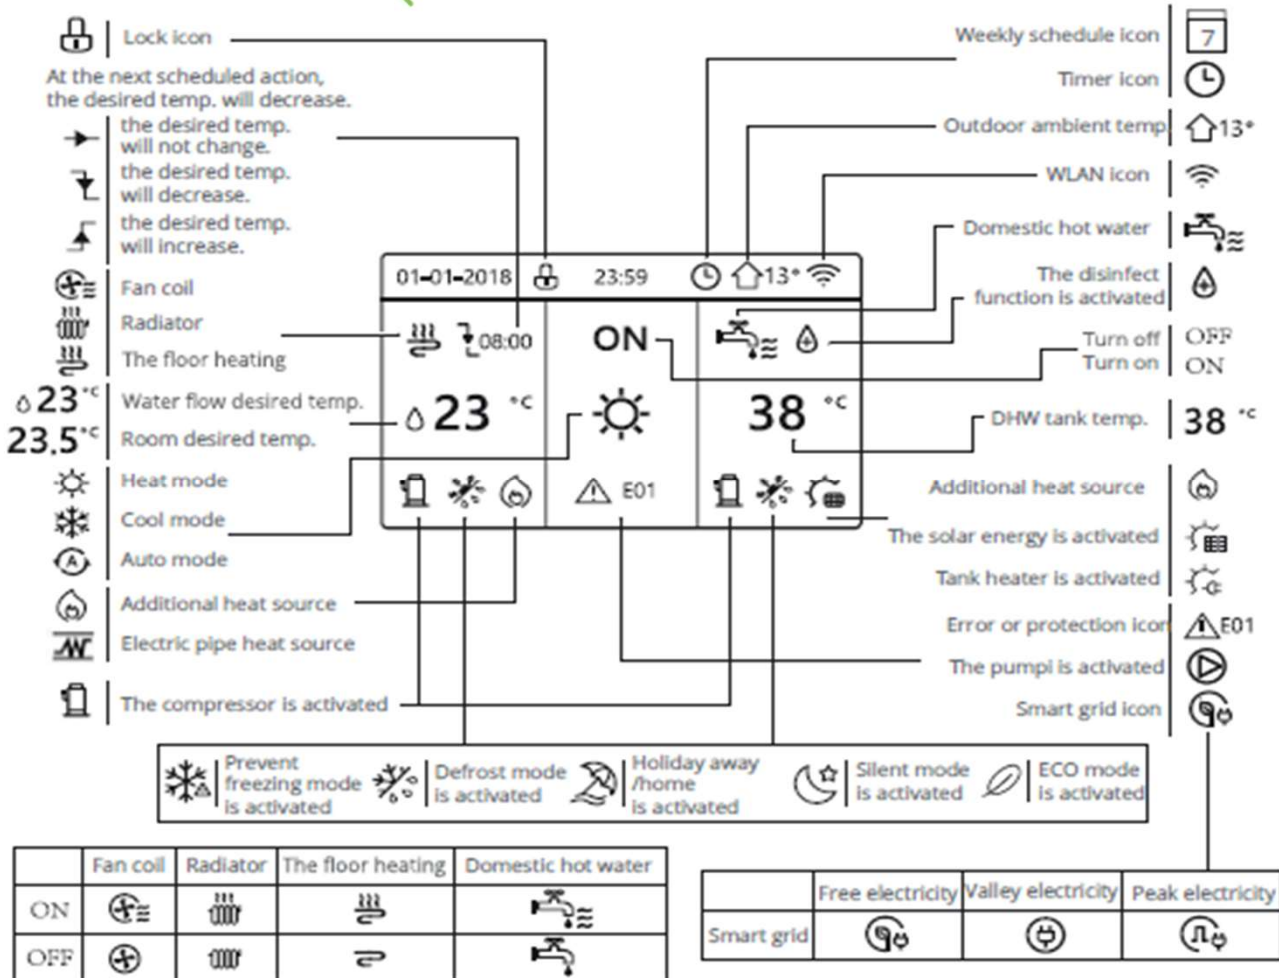 Lock icon
At the next scheduled action,
the desired temp. will decrease.
the desired temp.
will not change.
the desired temp.
will decrease.
the desired temp.
will increase.
Fan coil
Radiator
The floor heating
23 °C
Water flow desired temp.
23.5 °C
Room desired temp.
Heat mode
Cool mode
A
Auto mode
Additional heat source
Electric pipe heat source
The compressor is activated
01-01-2018
23:59
13°
08:00
ON
23 °C
38 °C
E01
Weekly schedule icon
7
Timer icon
Outdoor ambient temp
13°
WLAN icon
Domestic hot water
The disinfect
function is activated
Turn off
OFF
Turn on
ON
DHW tank temp.
38 °C
Additional heat source
The solar energy is activated
Tank heater is activated
Error or protection icon
E01
The pumpi is activated
Smart grid icon
Prevent
freezing mode
is activated
Defrost mode
is activated
Holiday away
/home
is activated
Silent mode
is activated
ECO mode
is activated
Fan coil Radiator The floor heating Domestic hot water
ON
OFF
Free electricity Valley electricity Peak electricity
Smart grid